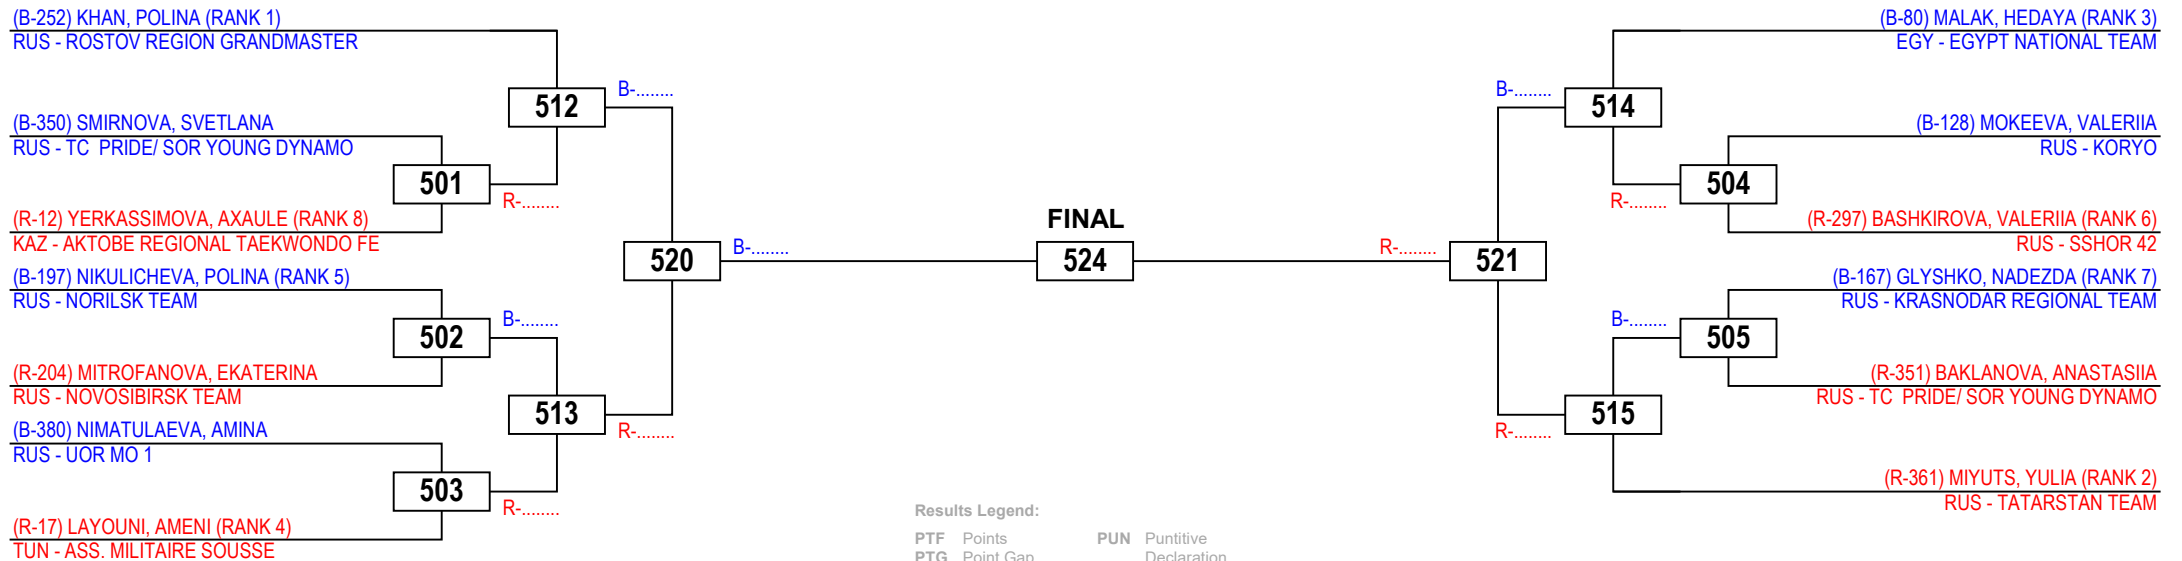 (B-252) KHAN, POLINA (RANK 1)
RUS - ROSTOV REGION GRANDMASTER
512
B-........
(B-350) SMIRNOVA, SVETLANA
RUS - TC  PRIDE/ SOR YOUNG DYNAMO
501
R-........
(R-12) YERKASSIMOVA, AXAULE (RANK 8)
KAZ - AKTOBE REGIONAL TAEKWONDO FE
520
B-........
(B-197) NIKULICHEVA, POLINA (RANK 5)
RUS - NORILSK TEAM
502
B-........
(R-204) MITROFANOVA, EKATERINA
RUS - NOVOSIBIRSK TEAM
513
R-........
(B-380) NIMATULAEVA, AMINA
RUS - UOR MO 1
503
R-........
(R-17) LAYOUNI, AMENI (RANK 4)
TUN - ASS. MILITAIRE SOUSSE
FINAL
524
(B-80) MALAK, HEDAYA (RANK 3)
EGY - EGYPT NATIONAL TEAM
B-........
514
(B-128) MOKEEVA, VALERIIA
RUS - KORYO
R-........
504
(R-297) BASHKIROVA, VALERIIA (RANK 6)
RUS - SSHOR 42
R-........
521
(B-167) GLYSHKO, NADEZDA (RANK 7)
RUS - KRASNODAR REGIONAL TEAM
B-........
505
(R-351) BAKLANOVA, ANASTASIIA
RUS - TC  PRIDE/ SOR YOUNG DYNAMO
R-........
515
(R-361) MIYUTS, YULIA (RANK 2)
RUS - TATARSTAN TEAM
Results Legend:
PTF Points PUN Puntitive
PTG Point Gap Declaration